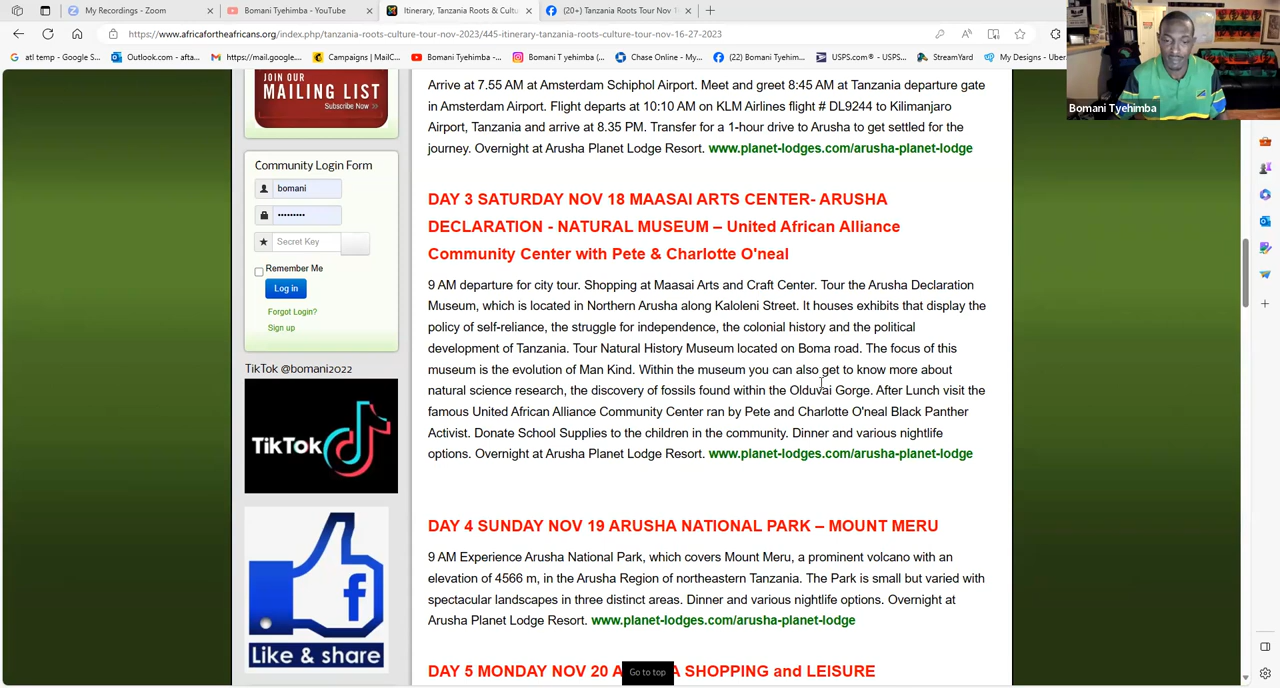 My Recordings - Zoom
Bomani Tyehimba - YouTube
Itinerary, Tanzania Roots & Cultu
(20+) Tanzania Roots Tour Nov 1
https://www.africafortheafricans.org/index.php/tanzania-roots-culture-tour-nov-2023/445-itinerary-tanzania-roots-culture-tour-nov-16-27-2023
atl temp - Google S...
Outlook.com - afta...
https://mail.google...
Campaigns | MailC...
Bomani Tyehimba -...
Bomani T yehimba (...
Chase Online - My...
(22) Bomani Tyehim...
USPS.com® - USPS...
StreamYard
My Designs - Uber
Bomani Tyehimba
JOIN OUR
MAILING LIST
Subscribe Now
Community Login Form
bomani
•••••••••
Secret Key
Remember Me
Log in
Forgot Login?
Sign up
TikTok @bomani2022
TikTok
f
Like & share
Arrive at 7.55 AM at Amsterdam Schiphol Airport. Meet and greet 8:45 AM at Tanzania departure gate
in Amsterdam Airport. Flight departs at 10:10 AM on KLM Airlines flight # DL9244 to Kilimanjaro
Airport, Tanzania and arrive at 8.35 PM. Transfer for a 1-hour drive to Arusha to get settled for the
journey. Overnight at Arusha Planet Lodge Resort. www.planet-lodges.com/arusha-planet-lodge
DAY 3 SATURDAY NOV 18 MAASAI ARTS CENTER- ARUSHA
DECLARATION - NATURAL MUSEUM – United African Alliance
Community Center with Pete & Charlotte O'neal
9 AM departure for city tour. Shopping at Maasai Arts and Craft Center. Tour the Arusha Declaration
Museum, which is located in Northern Arusha along Kaloleni Street. It houses exhibits that display the
policy of self-reliance, the struggle for independence, the colonial history and the political
development of Tanzania. Tour Natural History Museum located on Boma road. The focus of this
museum is the evolution of Man Kind. Within the museum you can also get to know more about
natural science research, the discovery of fossils found within the Olduvai Gorge. After Lunch visit the
famous United African Alliance Community Center ran by Pete and Charlotte O'neal Black Panther
Activist. Donate School Supplies to the children in the community. Dinner and various nightlife
options. Overnight at Arusha Planet Lodge Resort. www.planet-lodges.com/arusha-planet-lodge
DAY 4 SUNDAY NOV 19 ARUSHA NATIONAL PARK – MOUNT MERU
9 AM Experience Arusha National Park, which covers Mount Meru, a prominent volcano with an
elevation of 4566 m, in the Arusha Region of northeastern Tanzania. The Park is small but varied with
spectacular landscapes in three distinct areas. Dinner and various nightlife options. Overnight at
Arusha Planet Lodge Resort. www.planet-lodges.com/arusha-planet-lodge
DAY 5 MONDAY NOV 20 A SHOPPING and LEISURE
Go to top